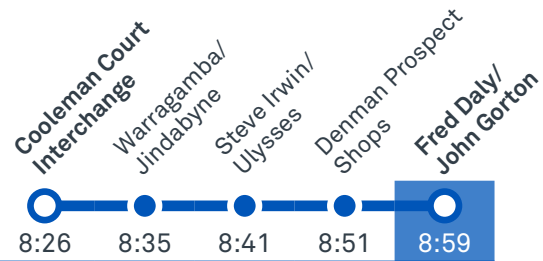 Cooleman Court
Interchange
Warragamba/
Jindabyne
Steve Irwin/
Ulysses
Denman Prospect
Shops
Fred Daly/
John Gorton
8:26 8:35 8:41 8:51 8:59